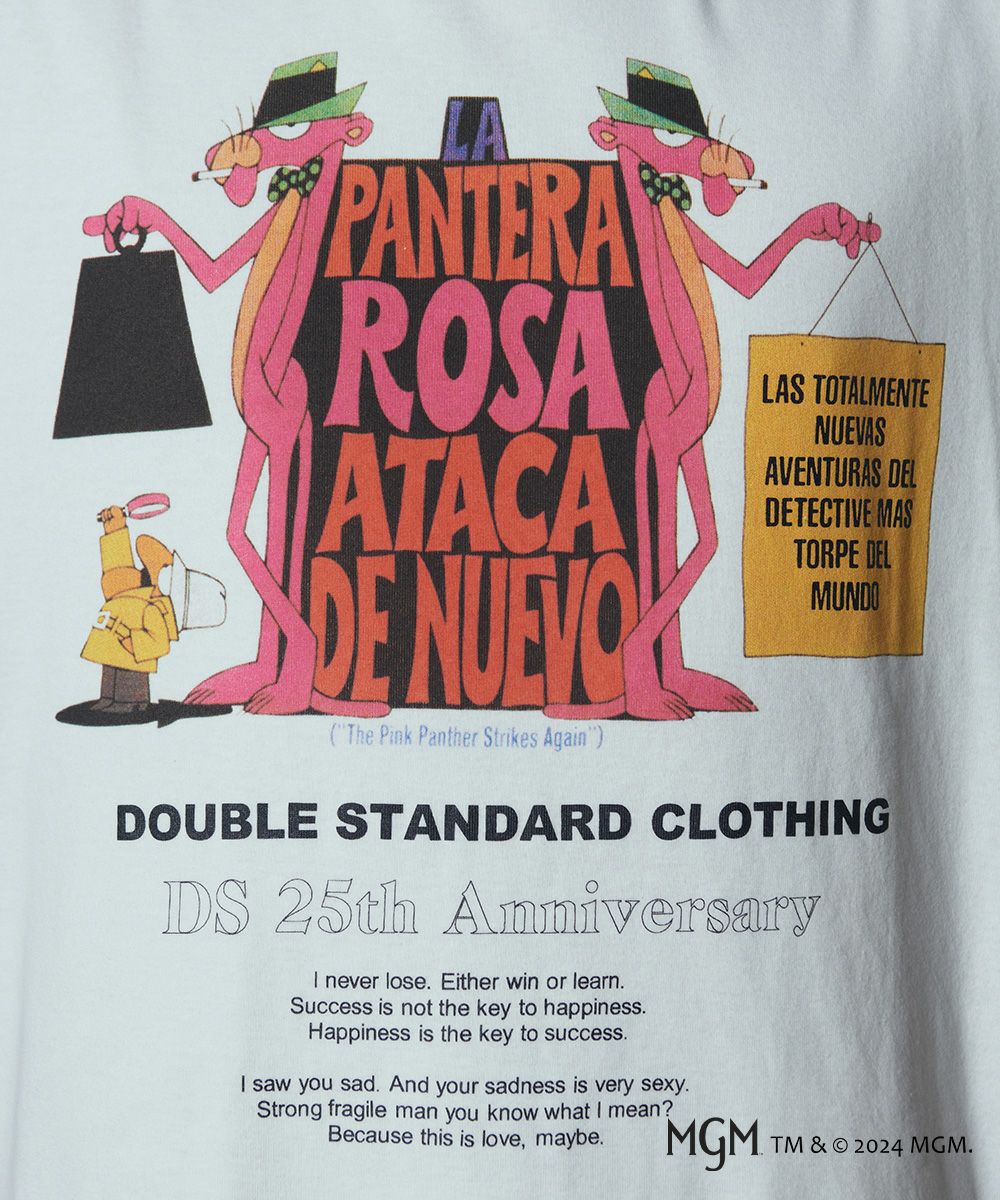 LA
PANTERA
ROSA
ATACA
DE NUEVO
LAS TOTALMENTE
NUEVAS
AVENTURAS DEL
DETECTIVE MAS
TORPE DEL
MUNDO
("The Pink Panther Strikes Again")
DOUBLE STANDARD CLOTHING
DS 25th Anniversary
I never lose. Either win or learn.
Success is not the key to happiness.
Happiness is the key to success.
I saw you sad. And your sadness is very sexy.
Strong fragile man you know what I mean?
Because this is love, maybe.
MGM TM & © 2024 MGM.